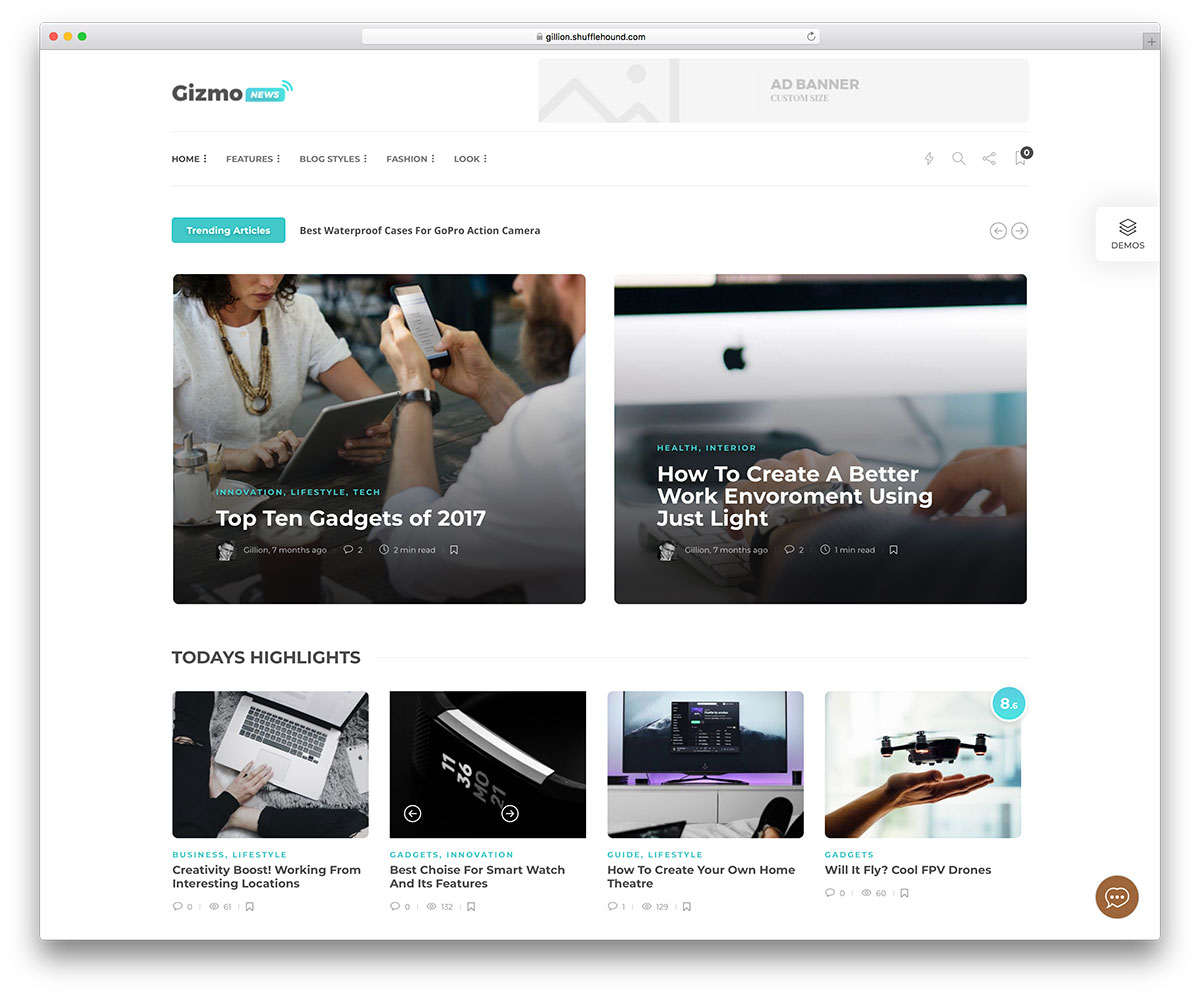 gillion.shufflehound.com
Gizmo NEWS
AD BANNER
CUSTOM SIZE
HOME
FEATURES
BLOG STYLES
FASHION
LOOK
0
Trending Articles
Best Waterproof Cases For GoPro Action Camera
DEMOS
INNOVATION, LIFESTYLE, TECH
Top Ten Gadgets of 2017
Gillion, 7 months ago
2
2 min read
HEALTH, INTERIOR
How To Create A Better
Work Envoroment Using
Just Light
Gillion, 7 months ago
2
1 min read
TODAYS HIGHLIGHTS
11
36
MO
21
8.6
BUSINESS, LIFESTYLE
Creativity Boost! Working From
Interesting Locations
0
61
GADGETS, INNOVATION
Best Choise For Smart Watch
And Its Features
0
132
GUIDE, LIFESTYLE
How To Create Your Own Home
Theatre
1
129
GADGETS
Will It Fly? Cool FPV Drones
0
60